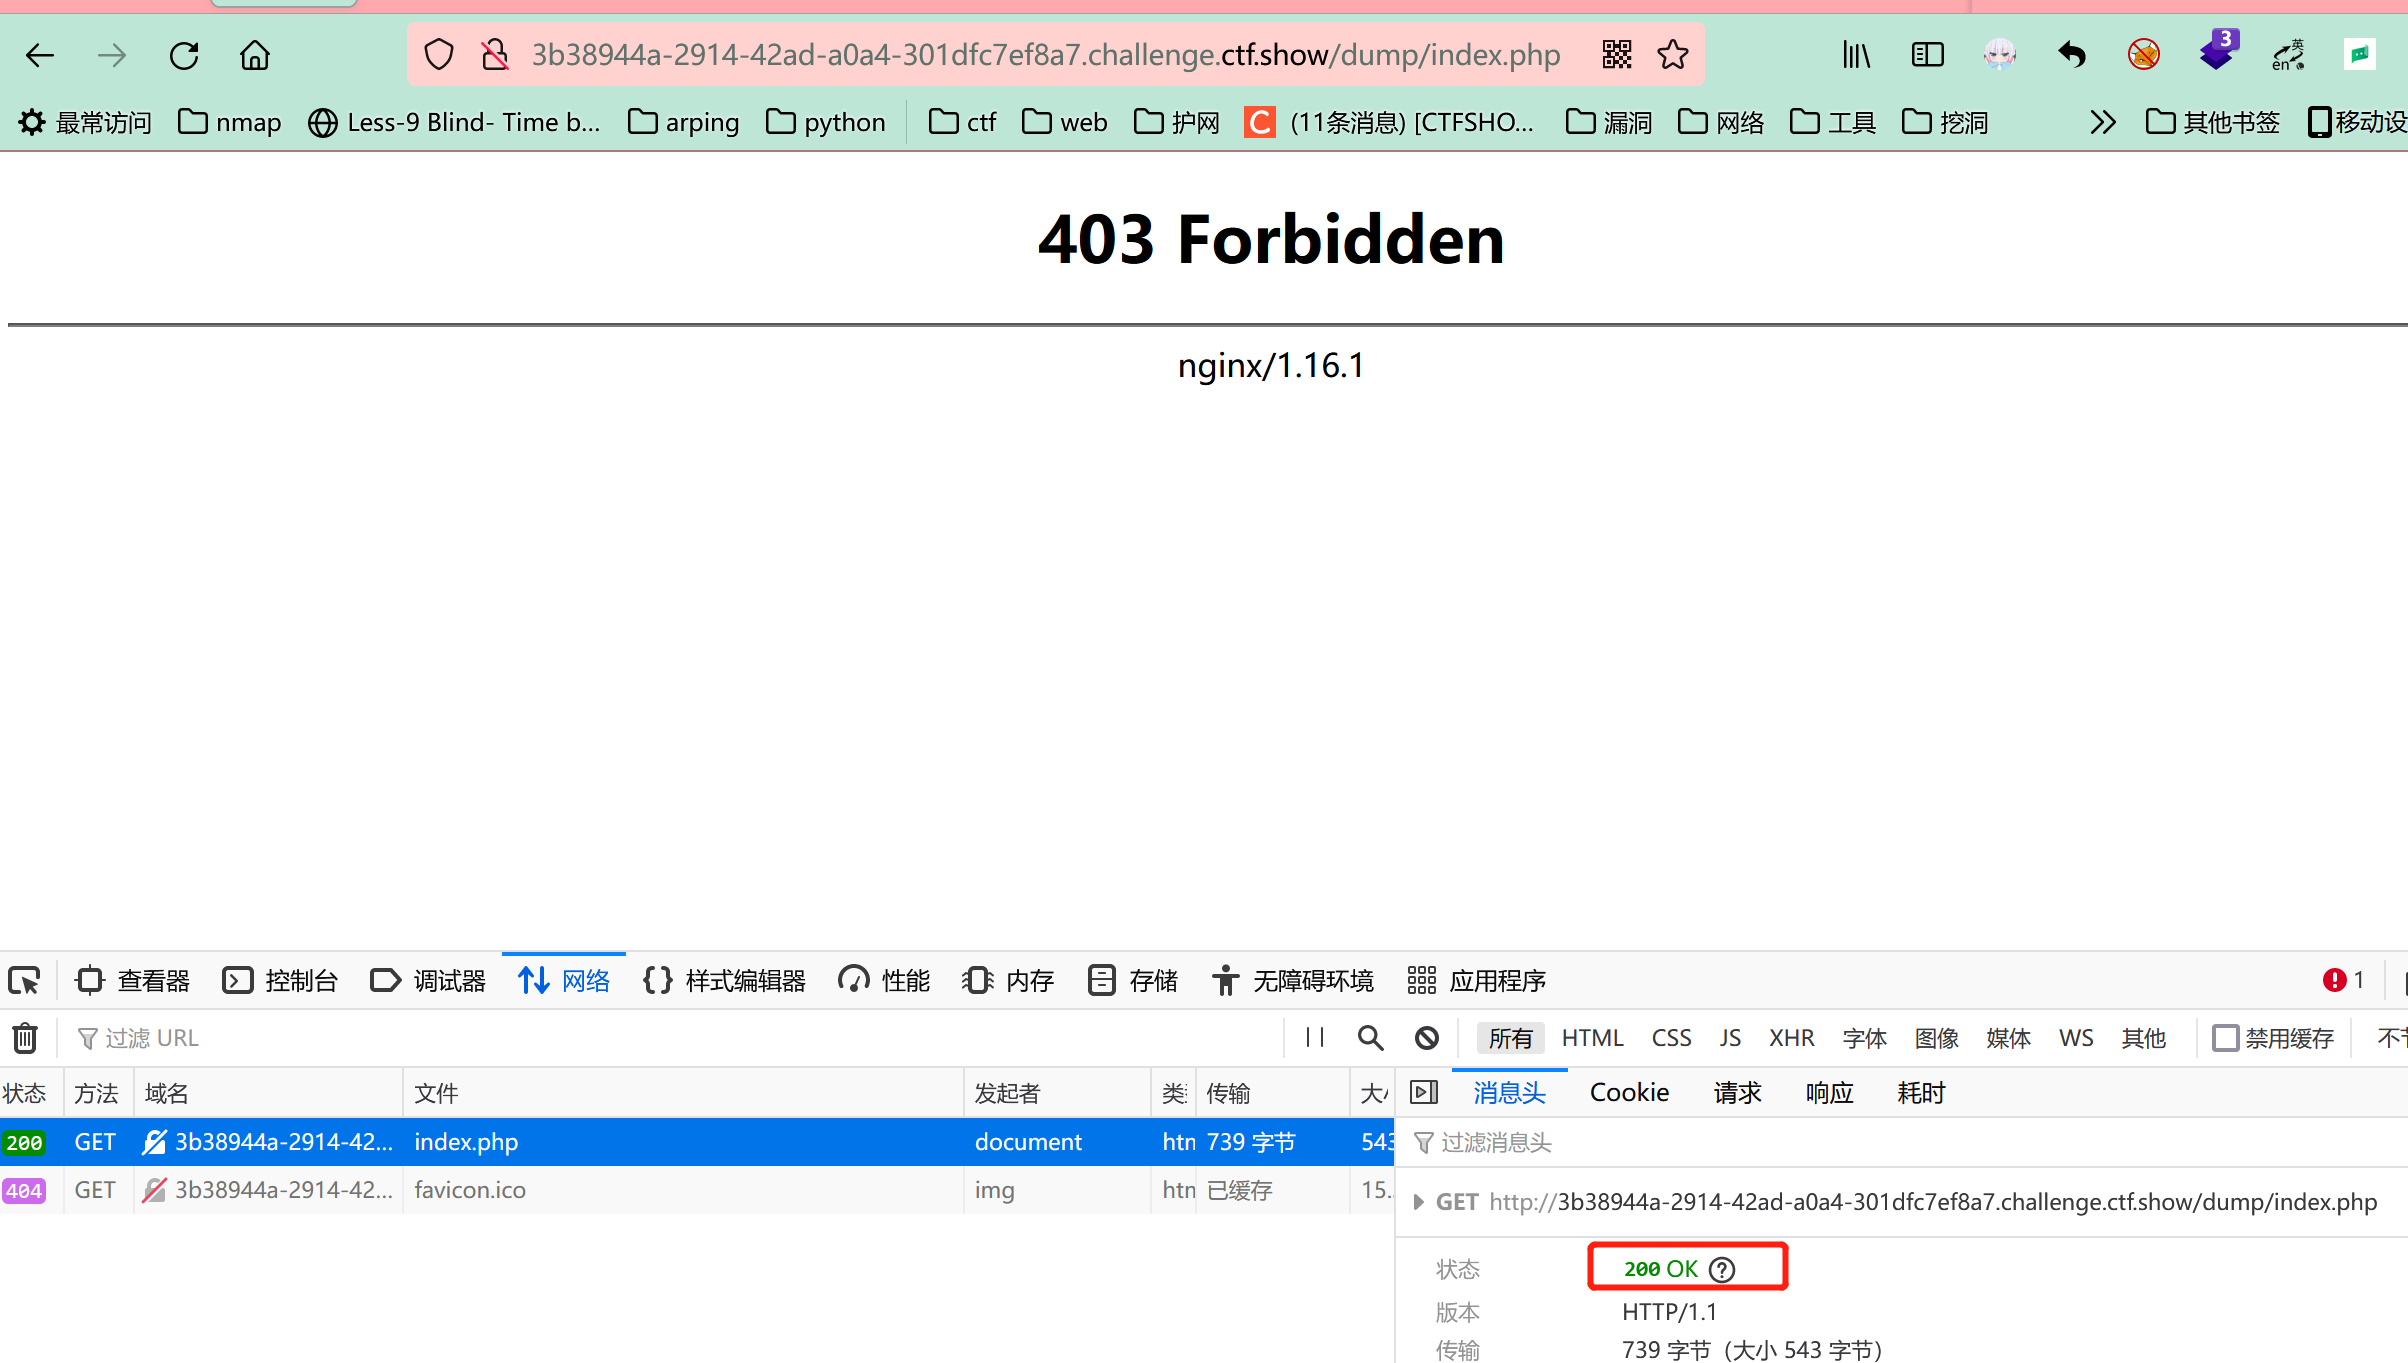 3b38944a-2914-42ad-a0a4-301dfc7ef8a7.challenge.ctf.show/dump/index.php
3
英
en
最常访问 nmap Less-9 Blind- Time b... arping python ctf web 护网 C (11条消息) [CTFSHO... 漏洞 网络 工具 挖洞 其他书签 移动设
403 Forbidden
nginx/1.16.1
查看器 控制台 调试器 网络 样式编辑器 性能 内存 存储 无障碍环境 应用程序 1
过滤 URL 所有 HTML CSS JS XHR 字体 图像 媒体 WS 其他 禁用缓存 不
状态 方法 域名 文件 发起者 类 传输 大 消息头 Cookie 请求 响应 耗时
200 GET 3b38944a-2914-42... index.php document htm 739 字节 543
过滤消息头
404 GET 3b38944a-2914-42... favicon.ico img htm 已缓存 15.
GET http://3b38944a-2914-42ad-a0a4-301dfc7ef8a7.challenge.ctf.show/dump/index.php
状态 200 OK ?
版本 HTTP/1.1
传输 739 字节（大小 543 字节）